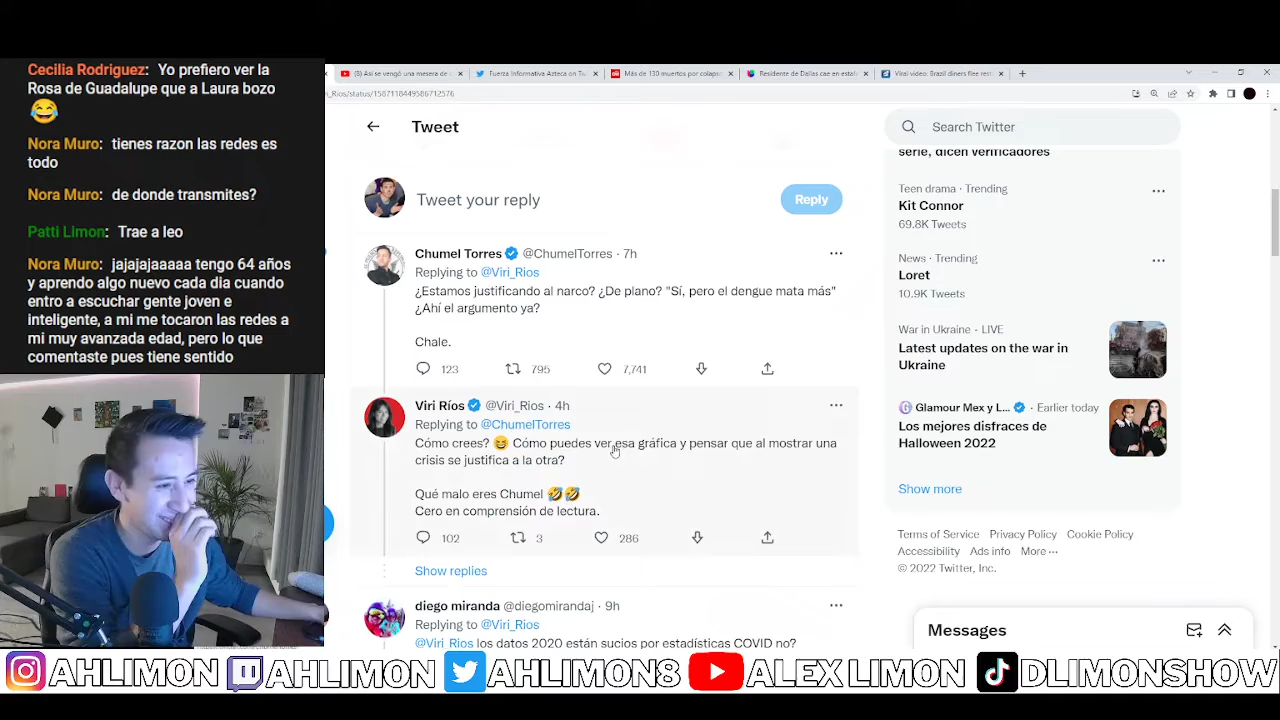 Cecilia Rodriguez: Yo prefiero ver la
Rosa de Guadalupe que a Laura bozo
😂
Nora Muro: tienes razon las redes es
todo
Nora Muro: de donde transmites?
Patti Limon: Trae a leo
Nora Muro: jajajajaaaaa tengo 64 años
y aprendo algo nuevo cada dia cuando
entro a escuchar gente joven e
inteligente, a mi me tocaron las redes a
mi muy avanzada edad, pero lo que
comentaste pues tiene sentido
(8) Así se vengó una mesera de
Fuerza Informativa Azteca on Tw
Más de 130 muertos por colaps
Residente de Dallas cae en estaf
Viral video: Brazil diners flee rest
_Rios/status/1587118449586712576
Tweet
Search Twitter
Tweet your reply
Reply
Chumel Torres @ChumelTorres · 7h
Replying to @Viri_Rios
¿Estamos justificando al narco? ¿De plano? "Sí, pero el dengue mata más"
¿Ahí el argumento ya?
Chale.
123 795 7,741
Viri Ríos @Viri_Rios · 4h
Replying to @ChumelTorres
Cómo crees? 😆 Cómo puedes ver esa gráfica y pensar que al mostrar una
crisis se justifica a la otra?
Qué malo eres Chumel 🤣🤣
Cero en comprensión de lectura.
102 3 286
Show replies
diego miranda @diegomirandaj · 9h
Replying to @Viri_Rios
@Viri_Rios los datos 2020 están sucios por estadísticas COVID no?
serie, dicen verificadores
Teen drama · Trending
Kit Connor
69.8K Tweets
News · Trending
Loret
10.9K Tweets
War in Ukraine · LIVE
Latest updates on the war in
Ukraine
Glamour Mex y L... · Earlier today
Los mejores disfraces de
Halloween 2022
Show more
Terms of Service Privacy Policy Cookie Policy
Accessibility Ads info More ···
© 2022 Twitter, Inc.
Messages
AHLIMON AHLIMON AHLIMON8 ALEX LIMON DLIMONSHOW